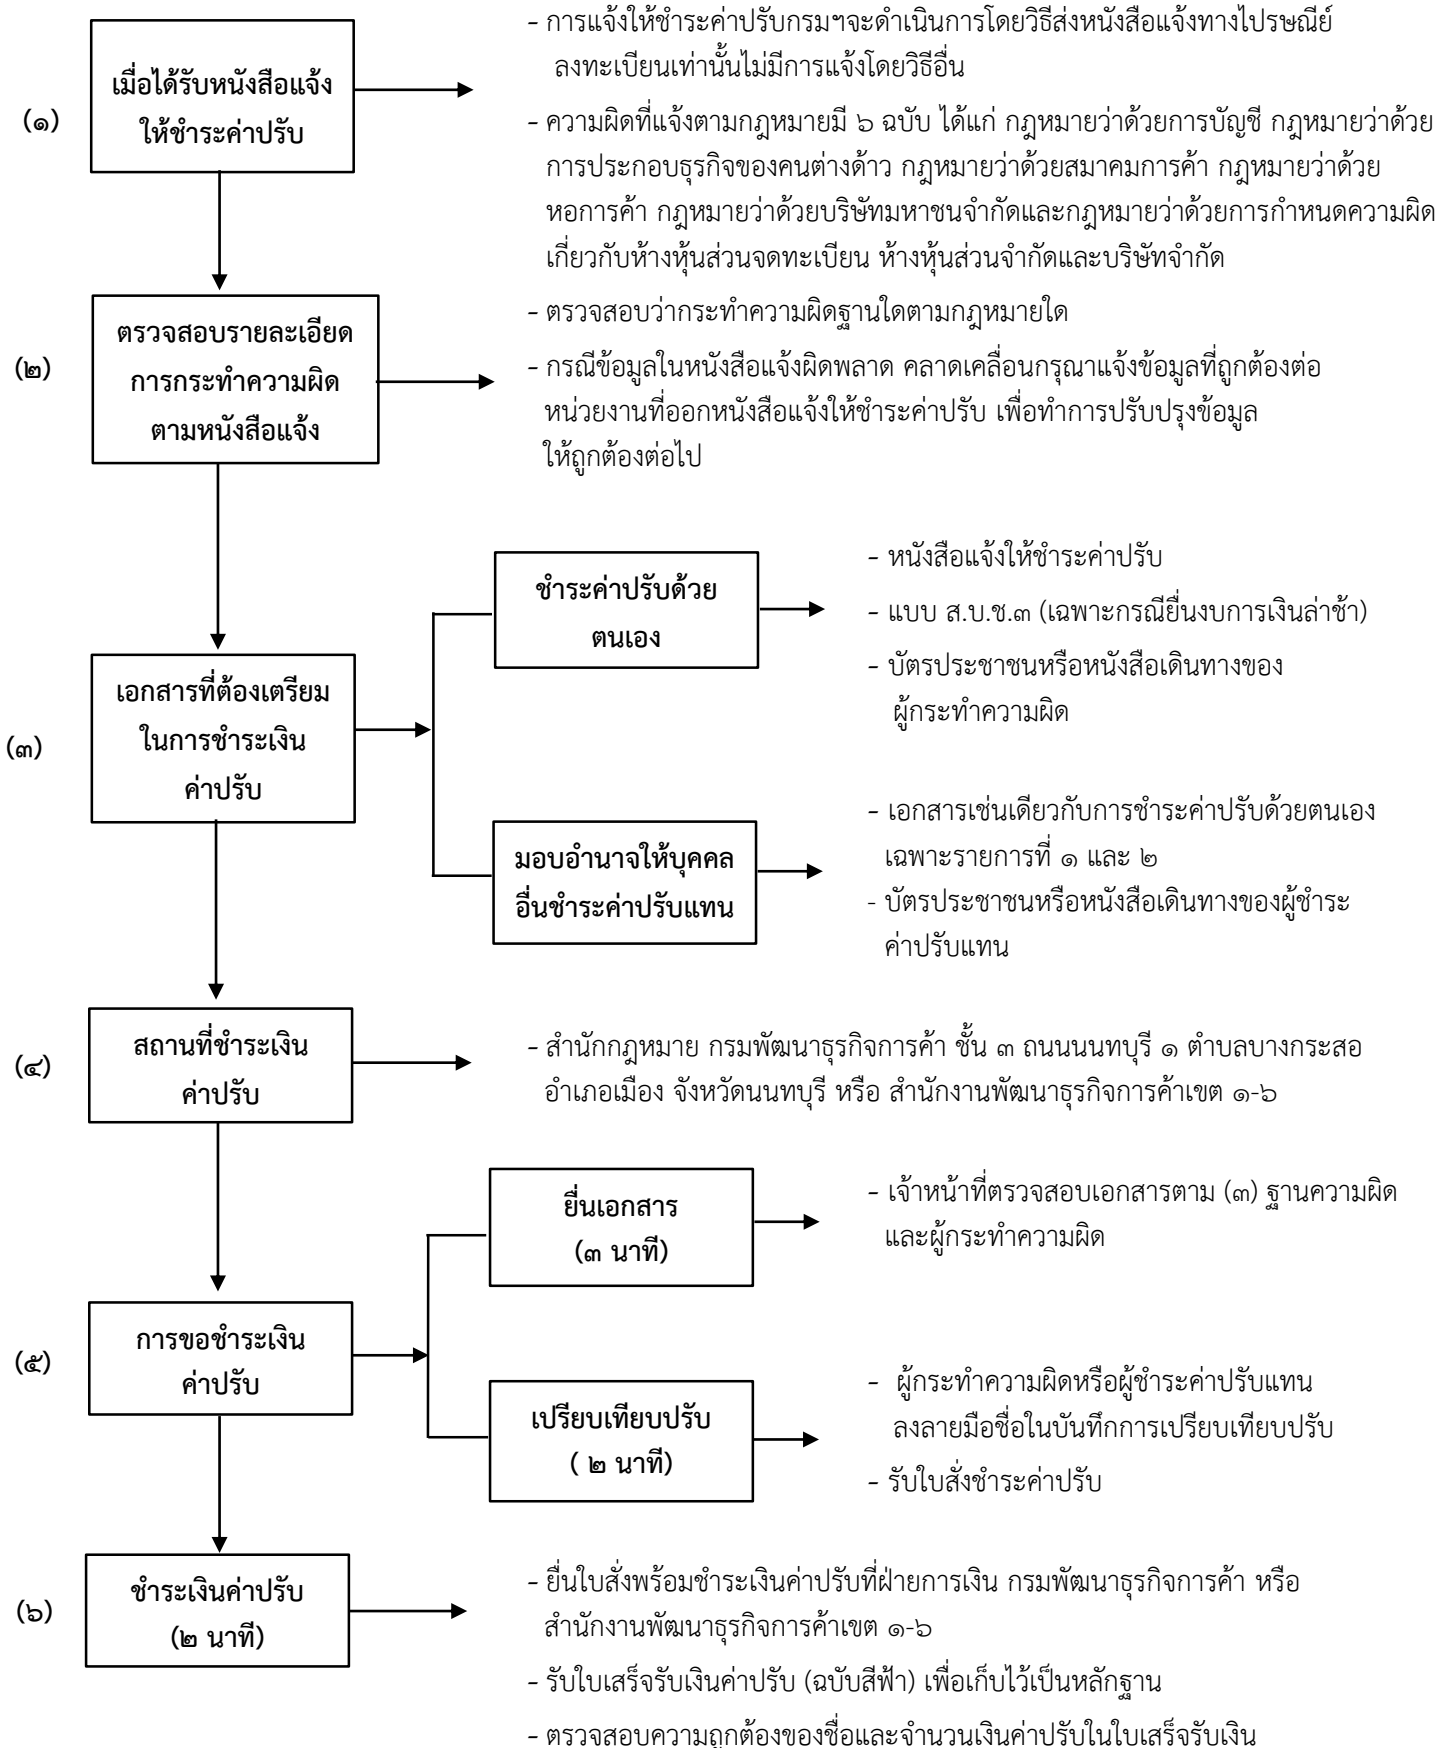 (๑)
เมื่อได้รับหนังสือแจ้ง
ให้ชำระค่าปรับ
- การแจ้งให้ชำระค่าปรับกรมฯจะดำเนินการโดยวิธีส่งหนังสือแจ้งทางไปรษณีย์
ลงทะเบียนเท่านั้นไม่มีการแจ้งโดยวิธีอื่น
- ความผิดที่แจ้งตามกฎหมายมี ๖ ฉบับ ได้แก่ กฎหมายว่าด้วยการบัญชี กฎหมายว่าด้วย
การประกอบธุรกิจของคนต่างด้าว กฎหมายว่าด้วยสมาคมการค้า กฎหมายว่าด้วย
หอการค้า กฎหมายว่าด้วยบริษัทมหาชนจำกัดและกฎหมายว่าด้วยการกำหนดความผิด
เกี่ยวกับห้างหุ้นส่วนจดทะเบียน ห้างหุ้นส่วนจำกัดและบริษัทจำกัด
(๒)
ตรวจสอบรายละเอียด
การกระทำความผิด
ตามหนังสือแจ้ง
- ตรวจสอบว่ากระทำความผิดฐานใดตามกฎหมายใด
- กรณีข้อมูลในหนังสือแจ้งผิดพลาด คลาดเคลื่อนกรุณาแจ้งข้อมูลที่ถูกต้องต่อ
หน่วยงานที่ออกหนังสือแจ้งให้ชำระค่าปรับ เพื่อทำการปรับปรุงข้อมูล
ให้ถูกต้องต่อไป
(๓)
เอกสารที่ต้องเตรียม
ในการชำระเงิน
ค่าปรับ
ชำระค่าปรับด้วย
ตนเอง
- หนังสือแจ้งให้ชำระค่าปรับ
- แบบ ส.บ.ช.๓ (เฉพาะกรณียื่นงบการเงินล่าช้า)
- บัตรประชาชนหรือหนังสือเดินทางของ
ผู้กระทำความผิด
มอบอำนาจให้บุคคล
อื่นชำระค่าปรับแทน
- เอกสารเช่นเดียวกับการชำระค่าปรับด้วยตนเอง
เฉพาะรายการที่ ๑ และ ๒
- บัตรประชาชนหรือหนังสือเดินทางของผู้ชำระ
ค่าปรับแทน
(๔)
สถานที่ชำระเงิน
ค่าปรับ
- สำนักกฎหมาย กรมพัฒนาธุรกิจการค้า ชั้น ๓ ถนนนนทบุรี ๑ ตำบลบางกระสอ
อำเภอเมือง จังหวัดนนทบุรี หรือ สำนักงานพัฒนาธุรกิจการค้าเขต ๑-๖
(๕)
การขอชำระเงิน
ค่าปรับ
ยื่นเอกสาร
(๓ นาที)
- เจ้าหน้าที่ตรวจสอบเอกสารตาม (๓) ฐานความผิด
และผู้กระทำความผิด
เปรียบเทียบปรับ
( ๒ นาที)
- ผู้กระทำความผิดหรือผู้ชำระค่าปรับแทน
ลงลายมือชื่อในบันทึกการเปรียบเทียบปรับ
- รับใบสั่งชำระค่าปรับ
(๖)
ชำระเงินค่าปรับ
(๒ นาที)
- ยื่นใบสั่งพร้อมชำระเงินค่าปรับที่ฝ่ายการเงิน กรมพัฒนาธุรกิจการค้า หรือ
สำนักงานพัฒนาธุรกิจการค้าเขต ๑-๖
- รับใบเสร็จรับเงินค่าปรับ (ฉบับสีฟ้า) เพื่อเก็บไว้เป็นหลักฐาน
- ตรวจสอบความถูกต้องของชื่อและจำนวนเงินค่าปรับในใบเสร็จรับเงิน